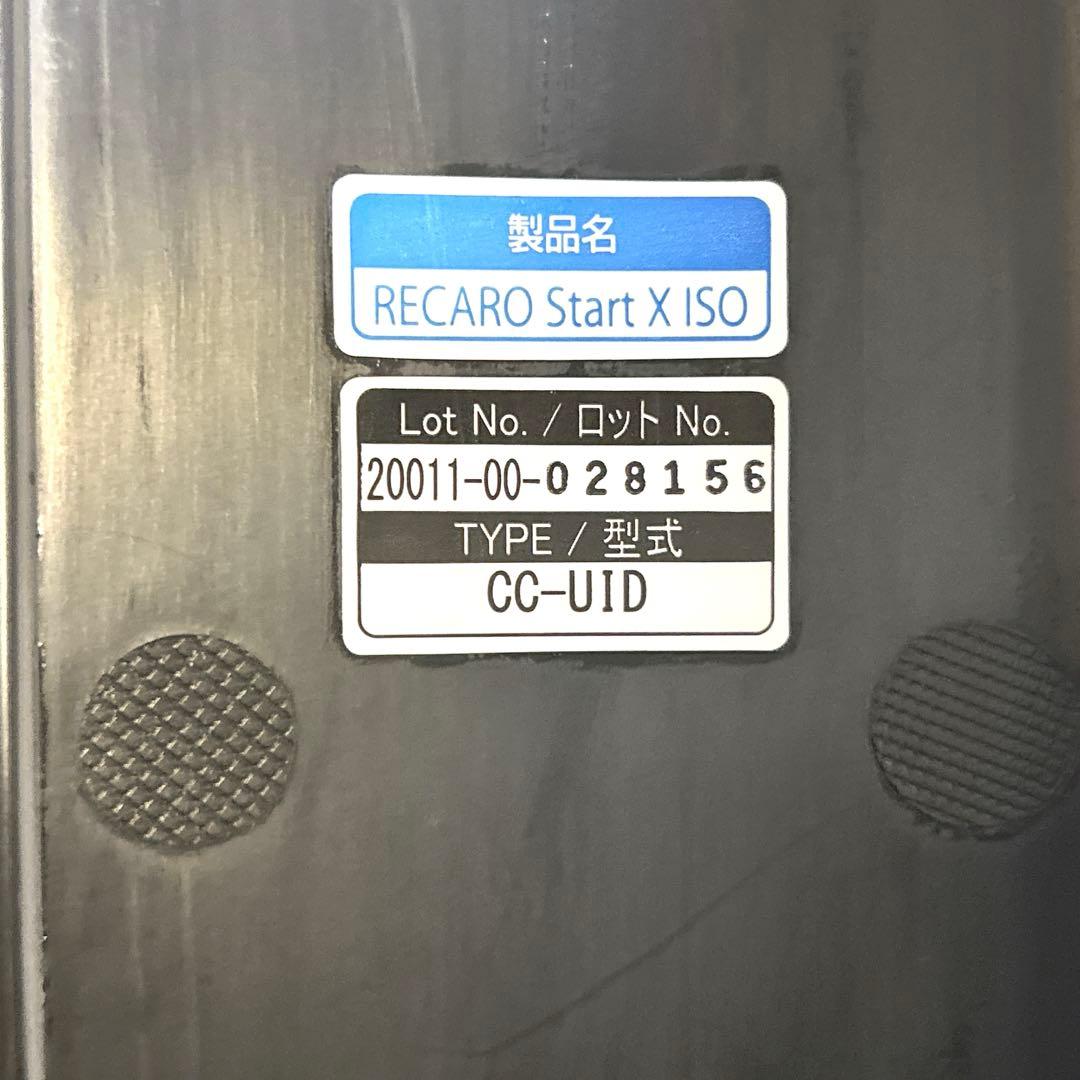 製品名
RECARO Start X ISO
Lot No. / ロット No.
20011-00-028156
TYPE / 型式
CC-UID